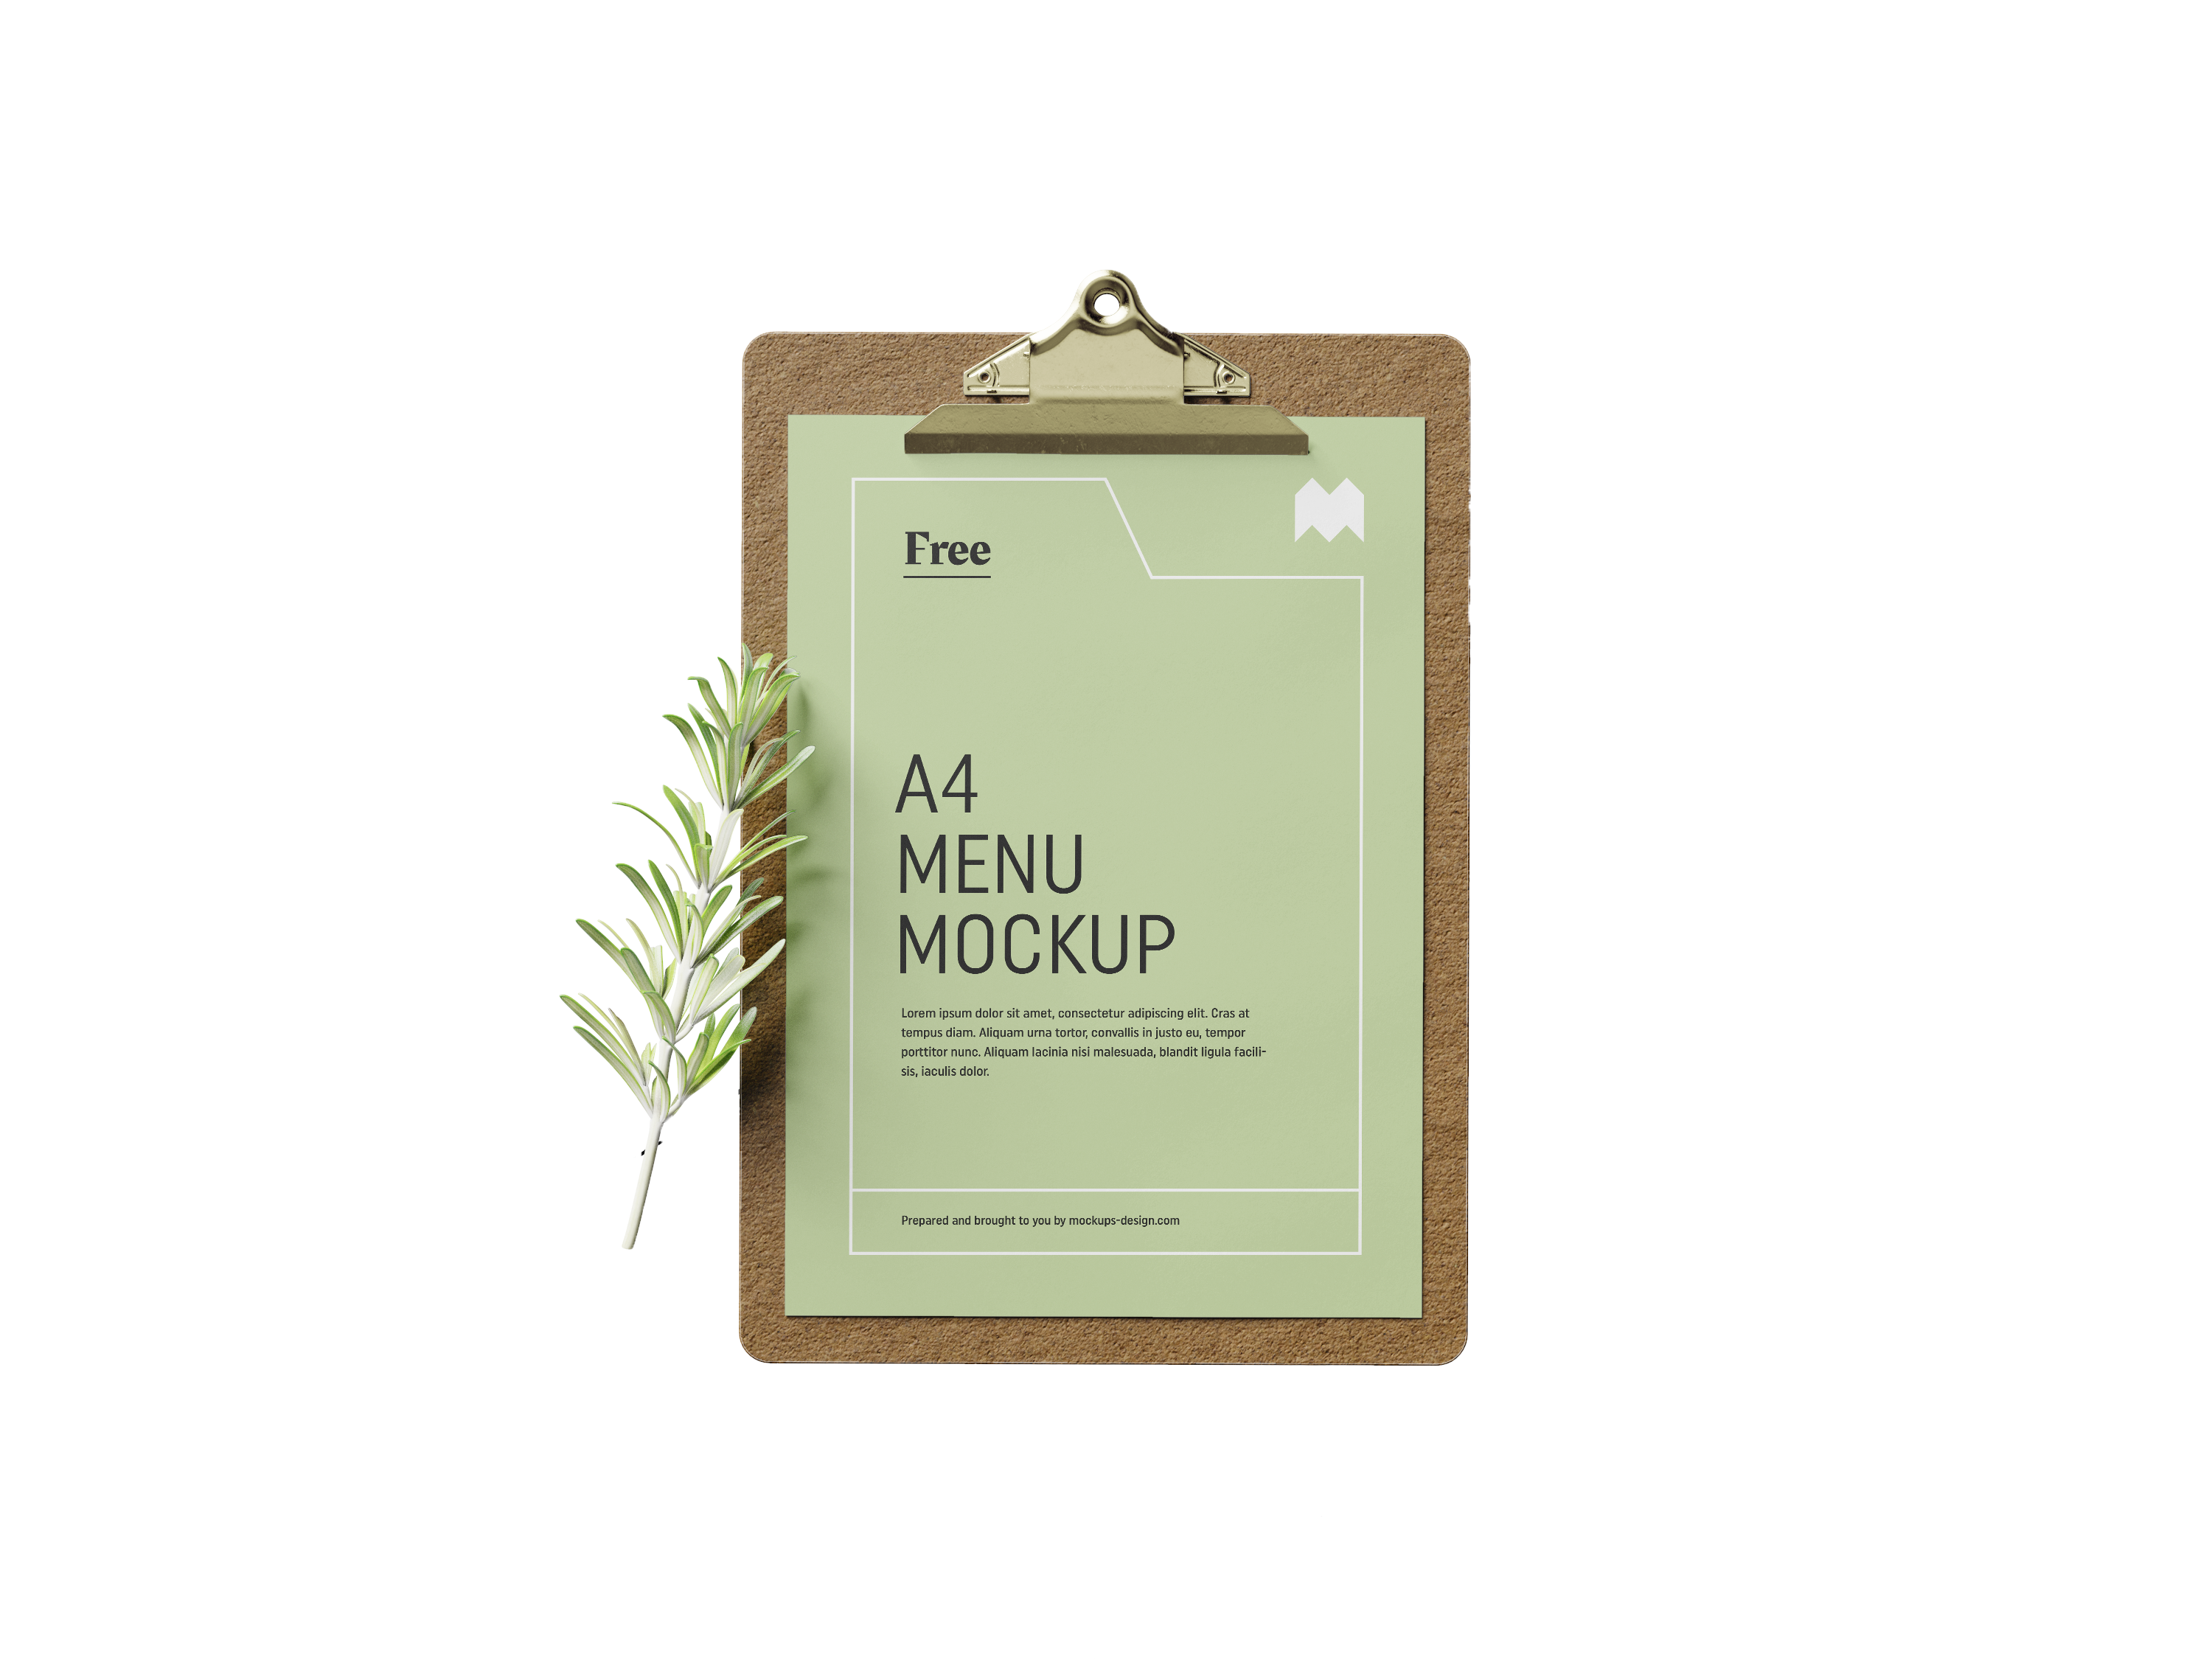 Free
A4
MENU
MOCKUP
Lorem ipsum dolor sit amet, consectetur adipiscing elit. Cras at
tempus diam. Aliquam urna tortor, convallis in justo eu, tempor
porttitor nunc. Aliquam lacinia nisi malesuada, blandit ligula facili-
sis, iaculis dolor.
Prepared and brought to you by mockups-design.com